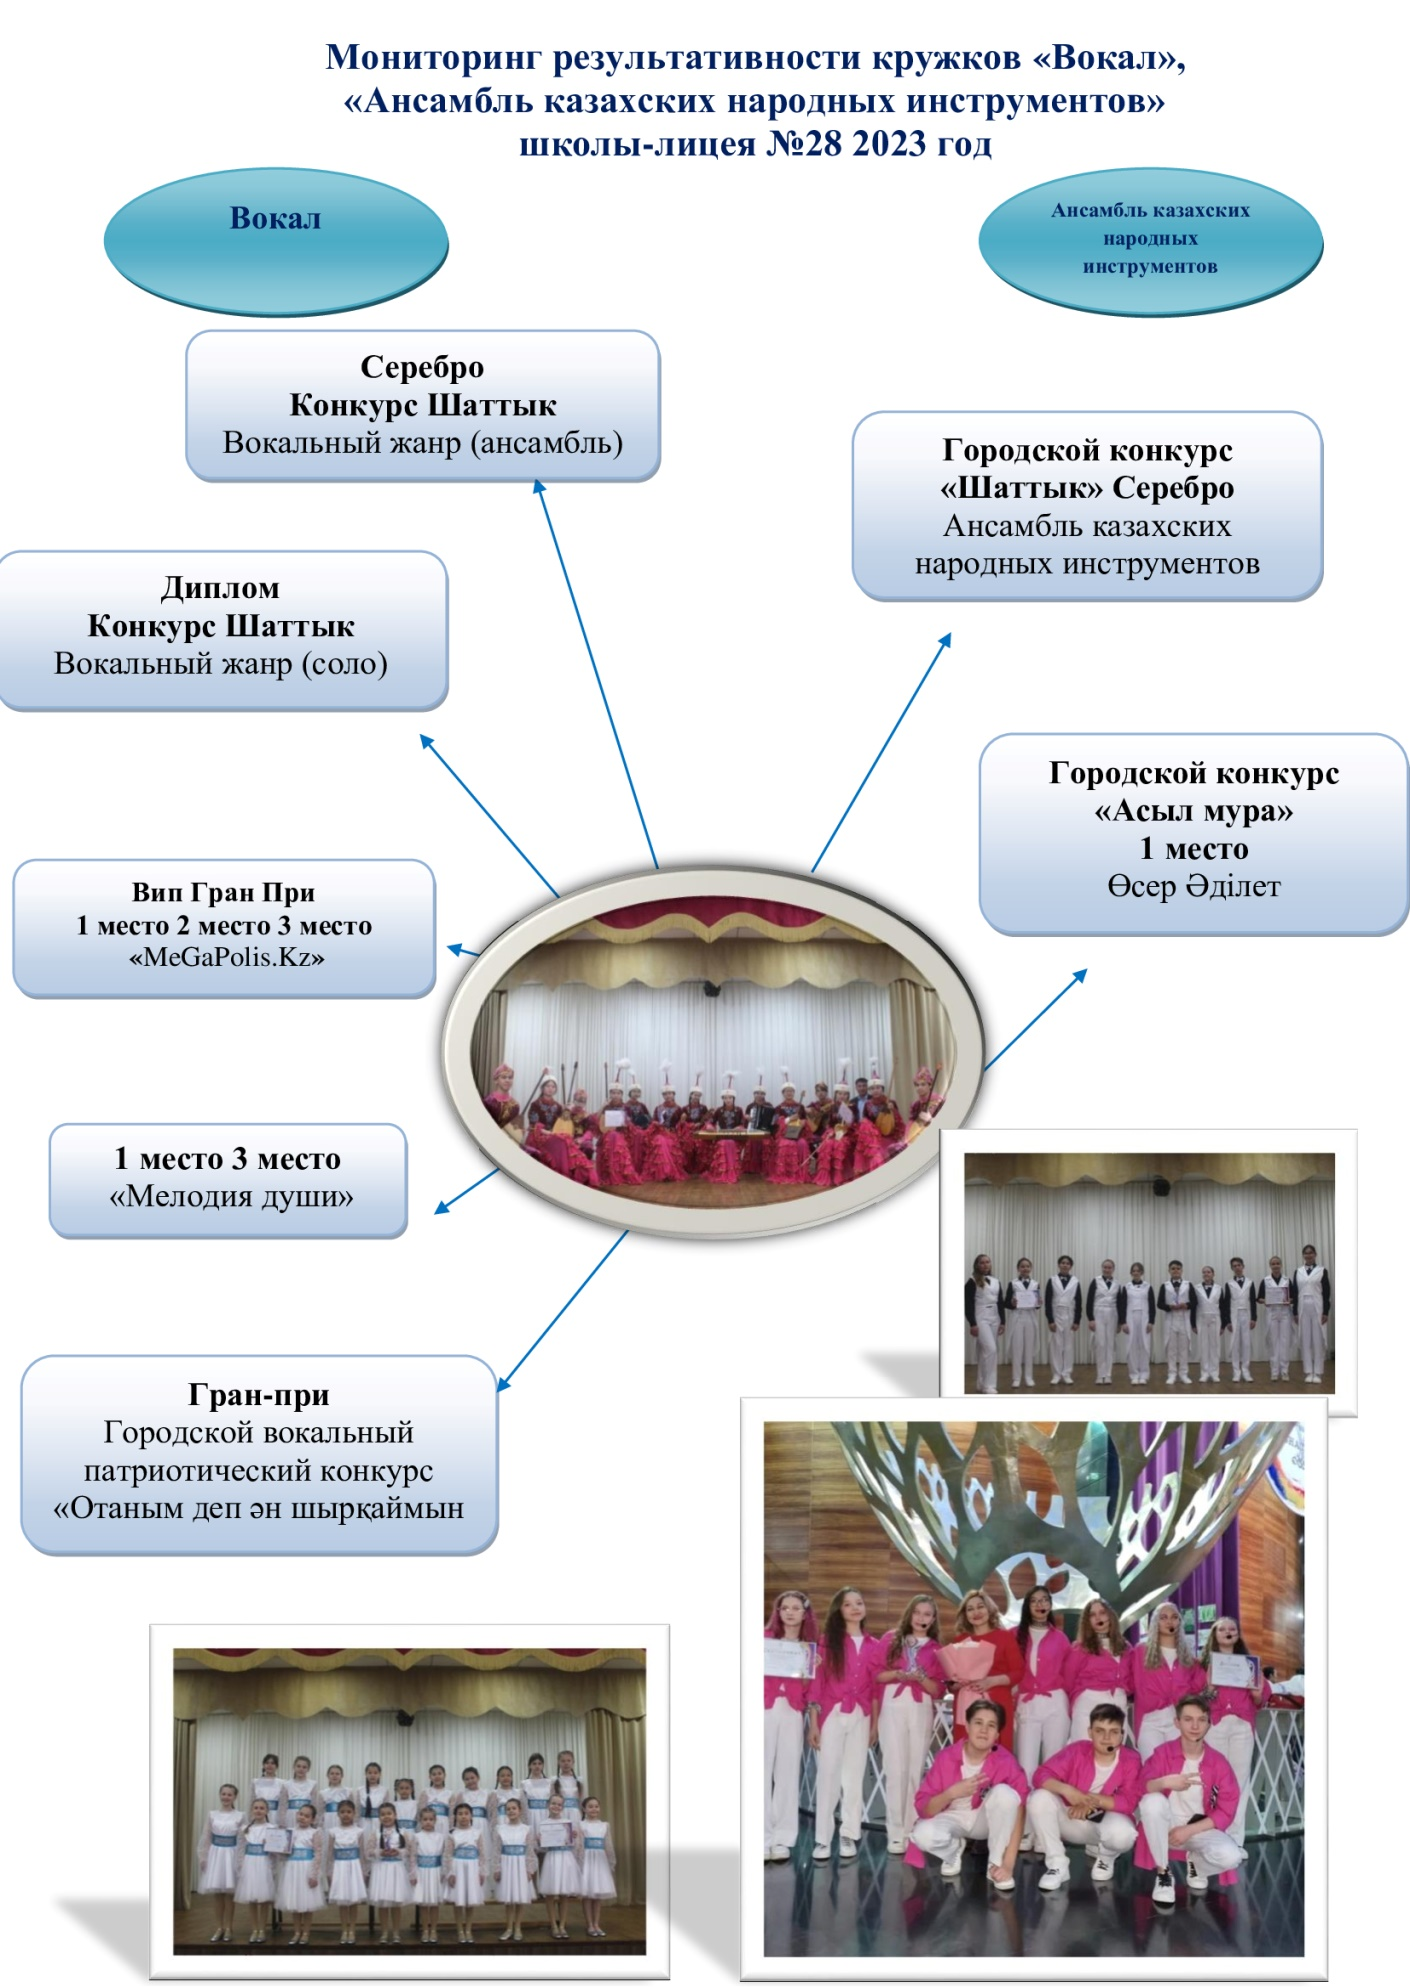 Мониторинг результативности кружков «Вокал»,
«Ансамбль казахских народных инструментов»
школы-лицея №28 2023 год
Вокал
Ансамбль казахских
народных
инструментов
Серебро
Конкурс Шаттык
Вокальный жанр (ансамбль)
Городской конкурс
«Шаттык» Серебро
Ансамбль казахских
народных инструментов
Диплом
Конкурс Шаттык
Вокальный жанр (соло)
Городской конкурс
«Асыл мура»
1 место
Өсер Әділет
Вип Гран При
1 место 2 место 3 место
«MeGaPolis.Kz»
1 место 3 место
«Мелодия души»
Гран-при
Городской вокальный
патриотический конкурс
«Отаным деп ән шырқаймын